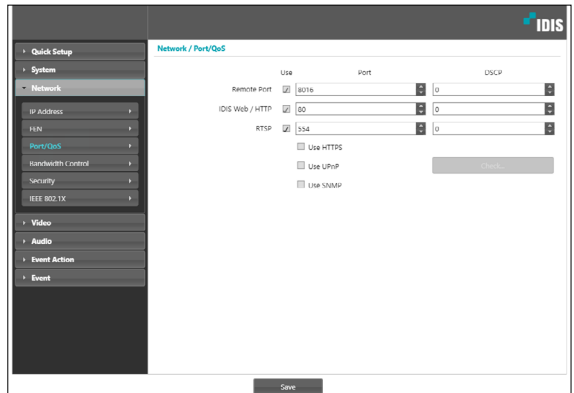 IDIS
Quick Setup
System
Network
IP Address
FEN
Port/QoS
Bandwidth Control
Security
IEEE 802.1X
Video
Audio
Event Action
Event
Network / Port/QoS
Use Port DSCP
Remote Port 8016 0
IDIS Web / HTTP 80 0
RTSP 554 0
Use HTTPS
Use UPnP Check...
Use SNMP
Save